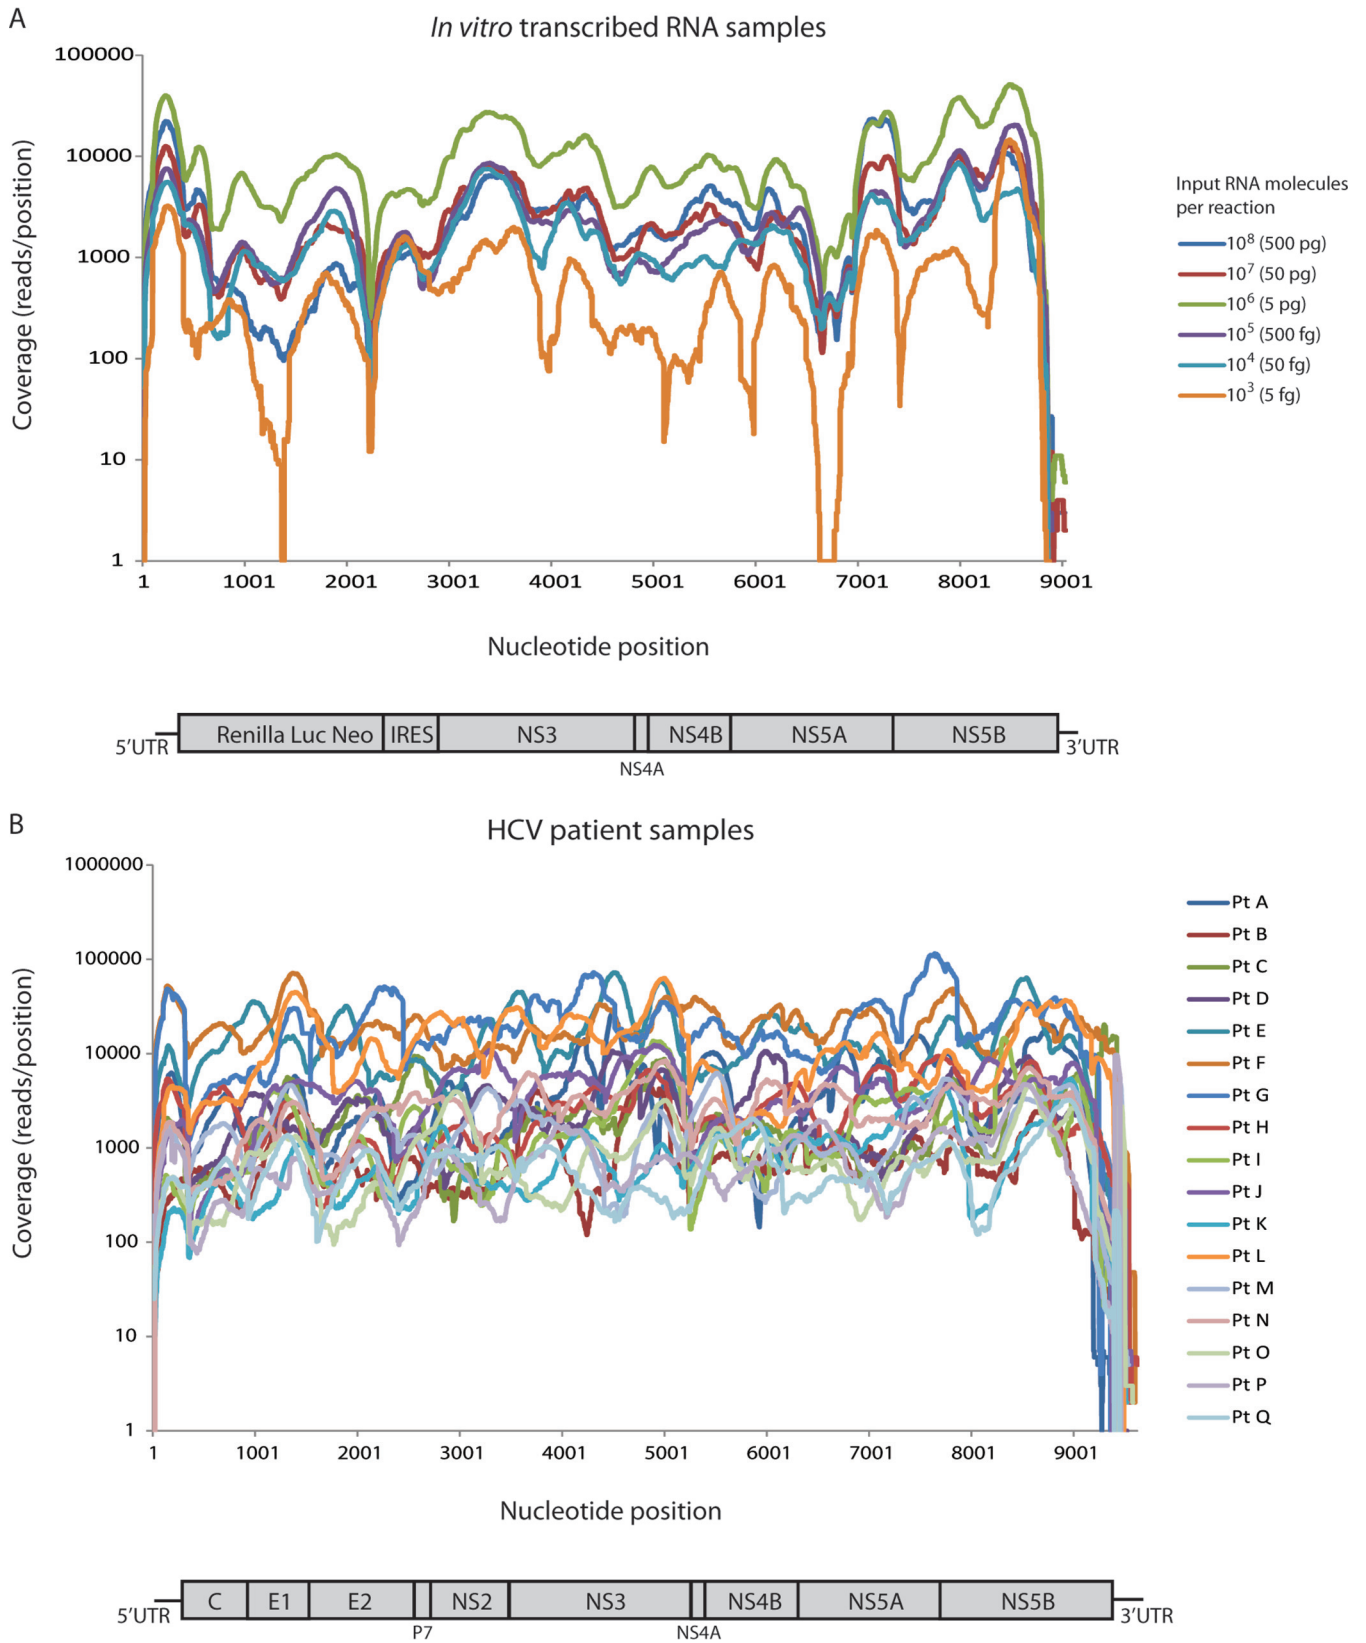 A
In vitro transcribed RNA samples
100000
10000
1000
100
10
1
Coverage (reads/position)
1 1001 2001 3001 4001 5001 6001 7001 8001 9001
Nucleotide position
Input RNA molecules
per reaction
10⁸ (500 pg)
10⁷ (50 pg)
10⁶ (5 pg)
10⁵ (500 fg)
10⁴ (50 fg)
10³ (5 fg)
5'UTR Renilla Luc Neo IRES NS3 NS4B NS5A NS5B 3'UTR
NS4A
B
HCV patient samples
1000000
100000
10000
1000
100
10
1
Coverage (reads/position)
1 1001 2001 3001 4001 5001 6001 7001 8001 9001
Nucleotide position
Pt A
Pt B
Pt C
Pt D
Pt E
Pt F
Pt G
Pt H
Pt I
Pt J
Pt K
Pt L
Pt M
Pt N
Pt O
Pt P
Pt Q
5'UTR C E1 E2 NS2 NS3 NS4B NS5A NS5B 3'UTR
P7 NS4A